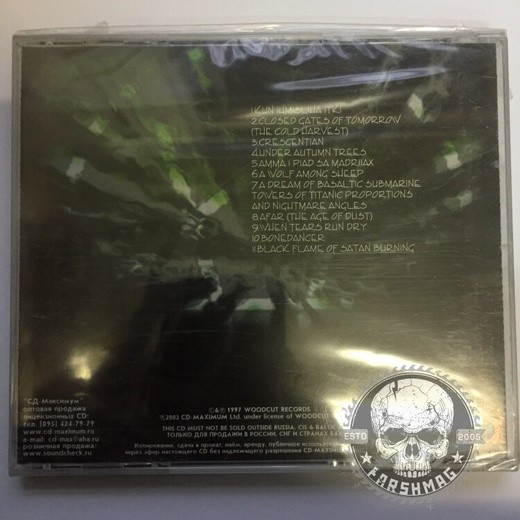 2.CLOSED GATES OF TOMORROW
(THE COLD HARVEST)
3.CRESCENTIAN
4.UNDER AUTUMN TREES
5.AMMA I PIAD SA MADRIIAX
6.A WOLF AMONG SHEEP
7.A DREAM OF BASALTIC SUBMARINE
TOWERS OF TITANIC PROPORTIONS
AND NIGHTMARE ANGLES
8.AFAR (THE AGE OF DUST)
9.WHEN TEARS RUN DRY
10.BONEDANCER
11.BLACK FLAME OF SATAN BURNING
"СД-Максимум"
оптовая продажа
лицензионных CD:
тел. (095) 424-79-79
www.cd-maximum.ru
e-mail: cd-max@aha.ru
розничная продажа:
www.soundcheck.ru
©&℗ 1997 WOODCUT RECORDS
℗2003 CD-MAXIMUM Ltd. under license of WOODCUT
THIS CD MUST NOT BE SOLD OUTSIDE RUSSIA, CIS & BALTIC
ТОЛЬКО ДЛЯ ПРОДАЖИ В РОССИИ, СНГ И СТРАНАХ
Копирование, сдача в прокат, наём, аренду, публичное использование
через эфир настоящего CD без надлежащего разрешения CD-MAXIMUM
ESTD 2005
FARSHMAG